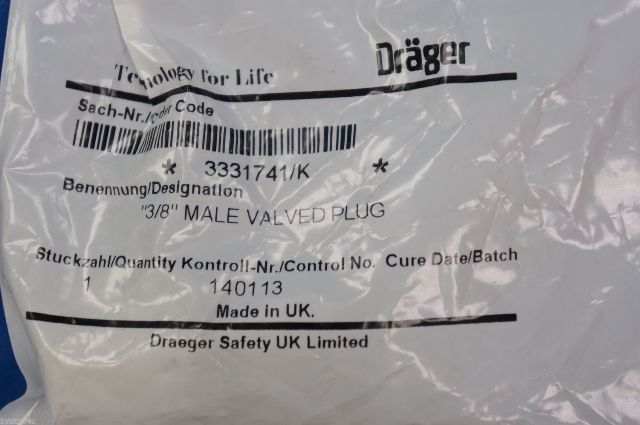 Dräger
Technology for Life
Sach-Nr./Order Code
* 3331741/K *
Benennung/Designation
"3/8" MALE VALVED PLUG
Stuckzahl/Quantity Kontroll-Nr./Control No. Cure Date/Batch
1 140113
Made in UK.
Draeger Safety UK Limited